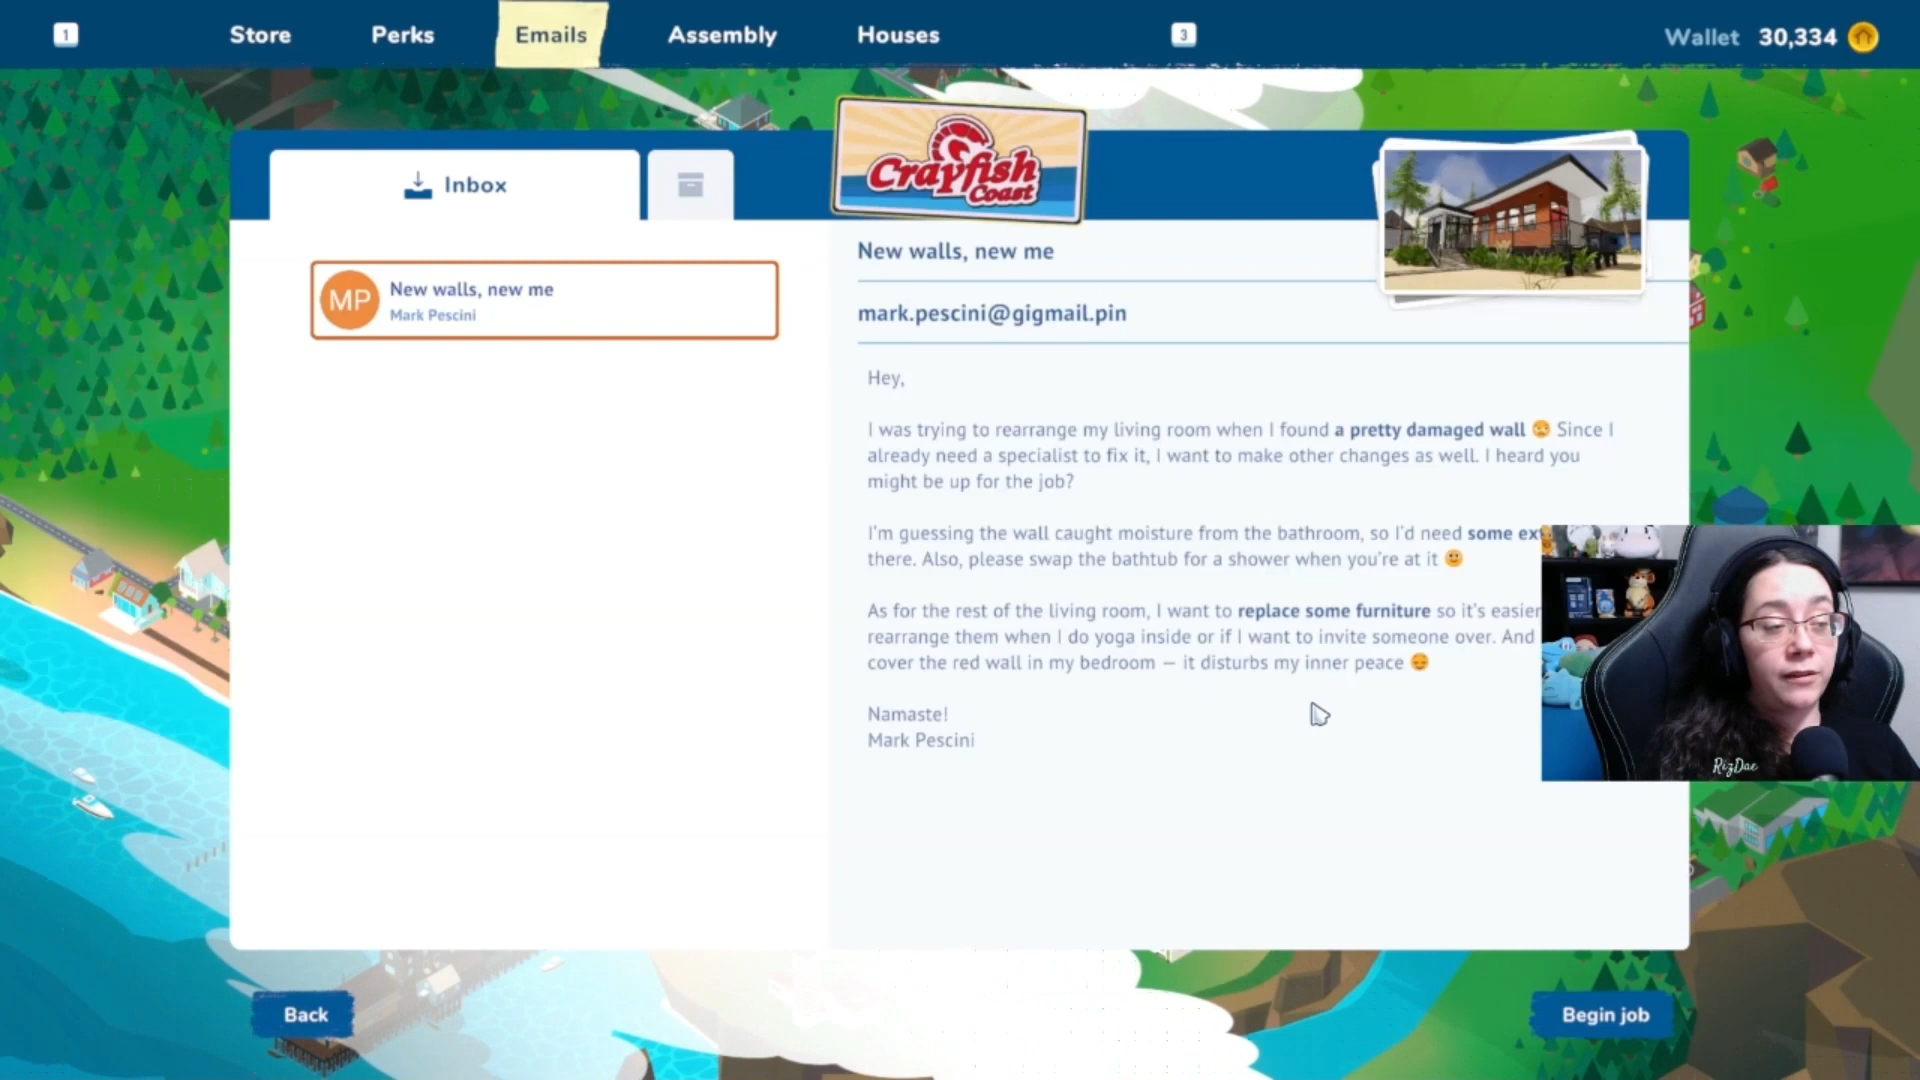 1 Store Perks Emails Assembly Houses 3 Wallet 30,334
Crayfish
Coast
Inbox
New walls, new me
Mark Pescini
MP
New walls, new me
mark.pescini@gigmail.pin
Hey,
I was trying to rearrange my living room when I found a pretty damaged wall Since I
already need a specialist to fix it, I want to make other changes as well. I heard you
might be up for the job?
I'm guessing the wall caught moisture from the bathroom, so I'd need some
there. Also, please swap the bathtub for a shower when you're at it
As for the rest of the living room, I want to replace some furniture so it's easier
rearrange them when I do yoga inside or if I want to invite someone over. And
cover the red wall in my bedroom — it disturbs my inner peace
Namaste!
Mark Pescini
RizDae
Back
Begin job